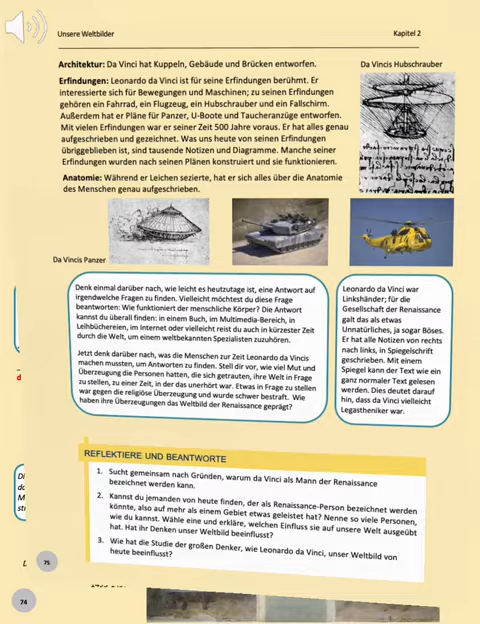 Unsere Weltbilder
Kapitel 2
Architektur: Da Vinci hat Kuppeln, Gebäude und Brücken entworfen.
Da Vincis Hubschrauber
Erfindungen: Leonardo da Vinci ist für seine Erfindungen berühmt. Er
interessierte sich für Bewegungen und Maschinen; zu seinen Erfindungen
gehören ein Fahrrad, ein Flugzeug, ein Hubschrauber und ein Fallschirm.
Außerdem hat er Pläne für Panzer, U-Boote und Taucheranzüge entworfen.
Mit vielen Erfindungen war er seiner Zeit 500 Jahre voraus. Er hat alles genau
aufgeschrieben und gezeichnet. Was uns heute von seinen Erfindungen
übriggeblieben ist, sind tausende Notizen und Diagramme. Manche seiner
Erfindungen wurden nach seinen Plänen konstruiert und sie funktionieren.
Anatomie: Während er Leichen sezierte, hat er sich alles über die Anatomie
des Menschen genau aufgeschrieben.
Da Vincis Panzer
Denk einmal darüber nach, wie leicht es heutzutage ist, eine Antwort auf
irgendwelche Fragen zu finden. Vielleicht möchtest du diese Frage
beantworten: Wie funktioniert der menschliche Körper? Die Antwort
kannst du überall finden: in einem Buch, im Multimedia-Bereich, in
Leihbüchereien, im Internet oder vielleicht reist du auch in kürzester Zeit
durch die Welt, um einem weltbekannten Spezialisten zuzuhören.
Jetzt denk darüber nach, was die Menschen zur Zeit Leonardo da Vincis
machen mussten, um Antworten zu finden. Stell dir vor, wie viel Mut und
Überzeugung die Personen hatten, die sich getrauten, ihre Welt in Frage
zu stellen, zu einer Zeit, in der das unerhört war. Etwas in Frage zu stellen
war gegen die religiöse Überzeugung und wurde schwer bestraft. Wie
haben ihre Überzeugungen das Weltbild der Renaissance geprägt?
Leonardo da Vinci war
Linkshänder; für die
Gesellschaft der Renaissance
galt das als etwas
Unnatürliches, ja sogar Böses.
Er hat alle Notizen von rechts
nach links, in Spiegelschrift
geschrieben. Mit einem
Spiegel kann der Text wie ein
ganz normaler Text gelesen
werden. Dies deutet darauf
hin, dass da Vinci vielleicht
Legastheniker war.
REFLEKTIERE UND BEANTWORTE
1. Sucht gemeinsam nach Gründen, warum da Vinci als Mann der Renaissance
bezeichnet werden kann.
2. Kannst du jemanden von heute finden, der als Renaissance-Person bezeichnet werden
könnte, also auf mehr als einem Gebiet etwas geleistet hat? Nenne so viele Personen,
wie du kannst. Wähle eine und erkläre, welchen Einfluss sie auf unsere Welt ausgeübt
hat. Hat ihr Denken unser Weltbild beeinflusst?
3. Wie hat die Studie der großen Denker, wie Leonardo da Vinci, unser Weltbild von
heute beeinflusst?
75
74